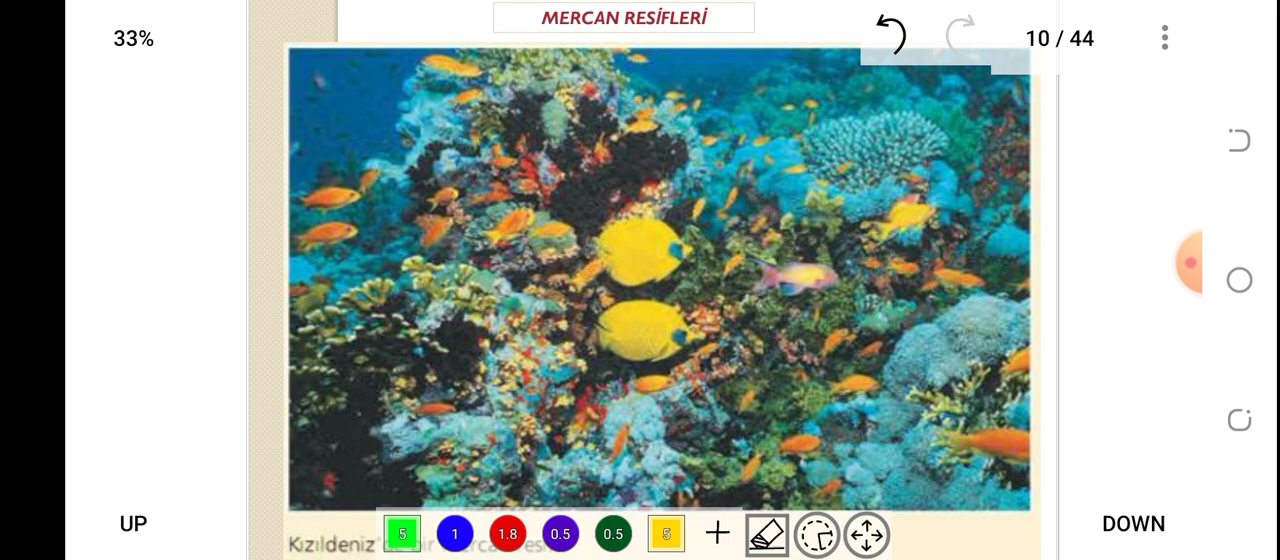 MERCAN RESİFLERİ
33%
10 / 44
5
1
1.8
0.5
0.5
5
Kızıldeniz'
UP
DOWN